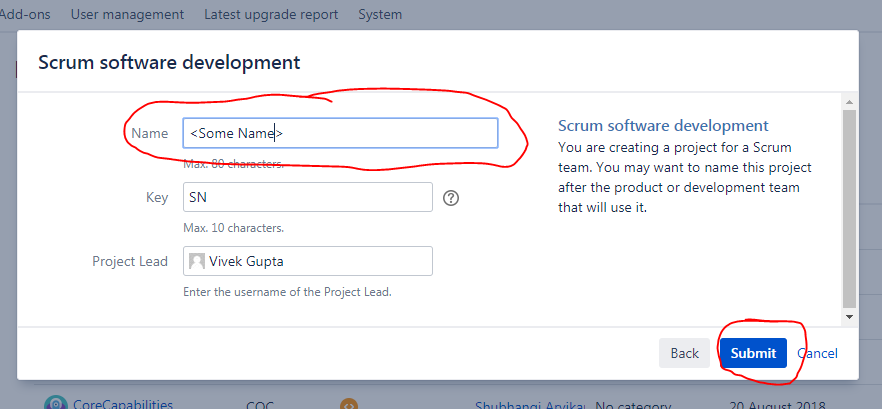 Add-ons User management Latest upgrade report System
Scrum software development
Name <Some Name>
Max. 80 characters.
Key SN
Max. 10 characters.
Project Lead Vivek Gupta
Enter the username of the Project Lead.
Scrum software development
You are creating a project for a Scrum
team. You may want to name this project
after the product or development team
that will use it.
Back Submit Cancel
CoreCapabilities COC Shubhangi Arvikar No category 20 August 2018